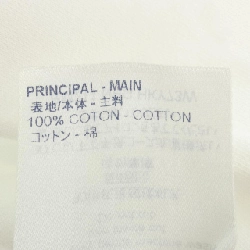 PRINCIPAL - MAIN
表地/本体 - 主料
100% COTON - COTTON
コットン - 綿